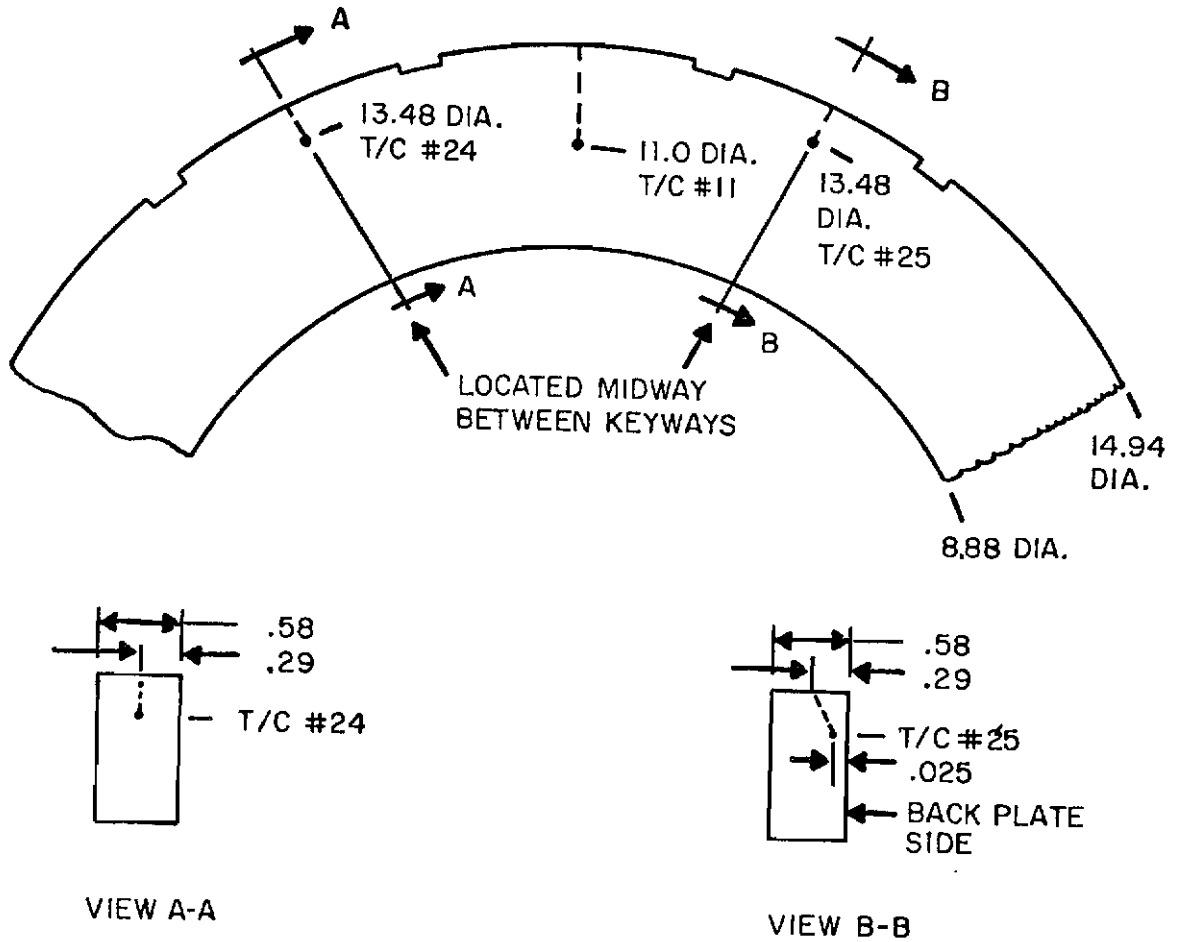 A
B
13.48 DIA.
T/C #24
11.0 DIA.
T/C #11
13.48
DIA.
T/C #25
A
B
LOCATED MIDWAY
BETWEEN KEYWAYS
14.94
DIA.
8.88 DIA.
.58
.29
T/C #24
.58
.29
T/C #25
.025
BACK PLATE
SIDE
VIEW A-A
VIEW B-B